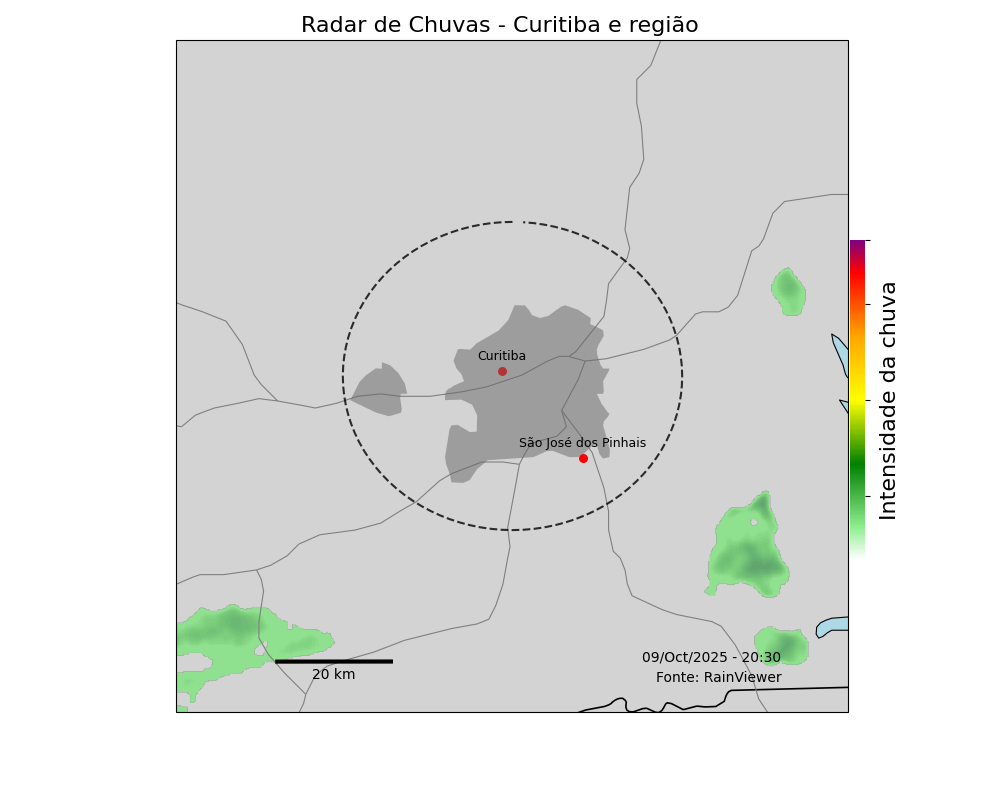 Radar de Chuvas - Curitiba e região
Curitiba
São José dos Pinhais
Intensidade da chuva
20 km
09/Oct/2025 - 20:30
Fonte: RainViewer